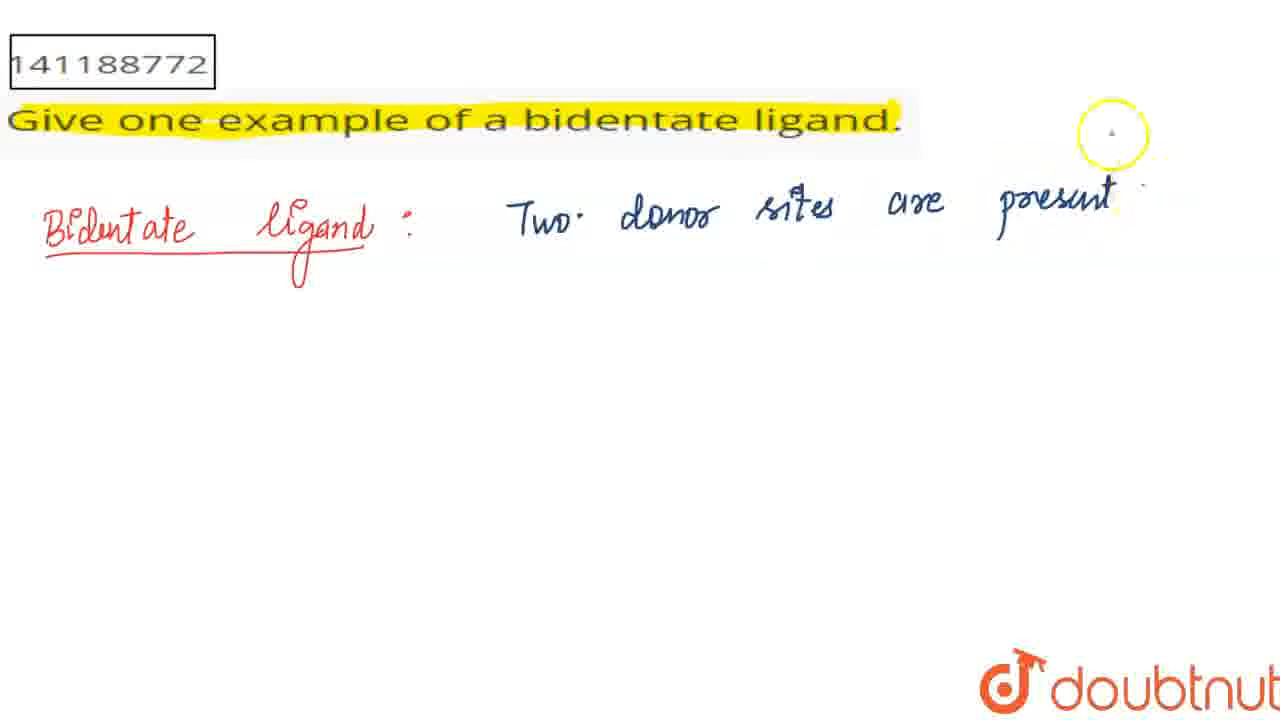 141188772
Give one example of a bidentate ligand.
Bidentate ligand : Two donor sites are present
doubtnut